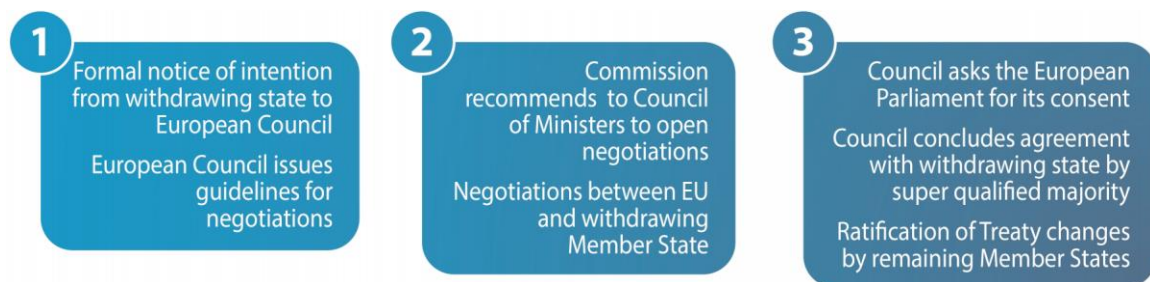 1
Formal notice of intention
from withdrawing state to
European Council
European Council issues
guidelines for
negotiations
2
Commission
recommends to Council
of Ministers to open
negotiations
Negotiations between EU
and withdrawing
Member State
3
Council asks the European
Parliament for its consent
Council concludes agreement
with withdrawing state by
super qualified majority
Ratification of Treaty changes
by remaining Member States